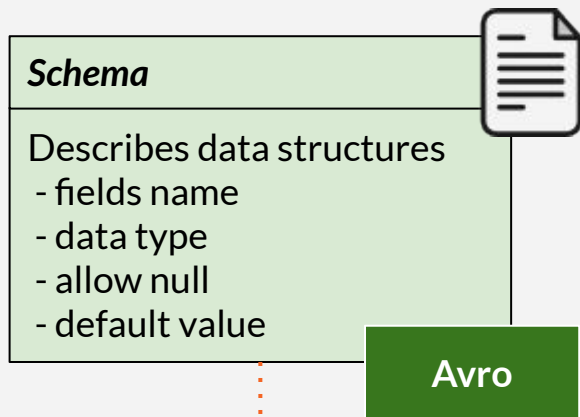 Schema
Describes data structures
- fields name
- data type
- allow null
- default value
Avro